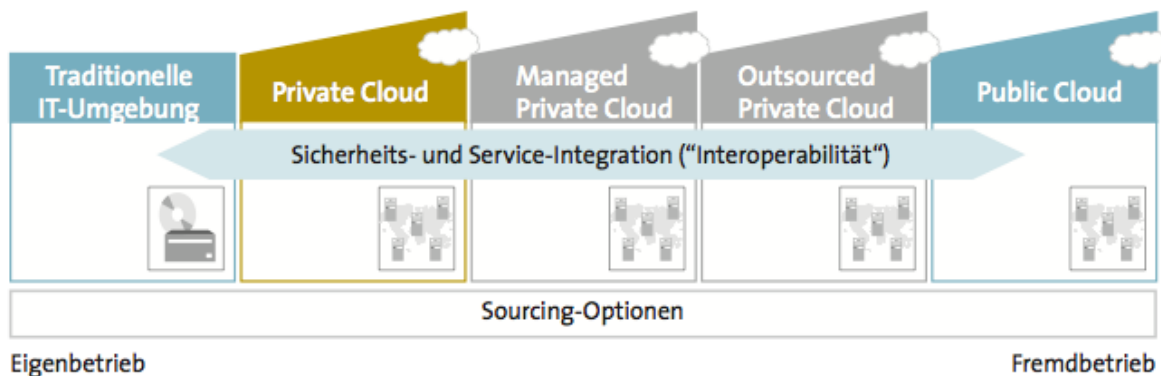 Traditionelle
IT-Umgebung
Private Cloud
Managed
Private Cloud
Outsourced
Private Cloud
Public Cloud
Sicherheits- und Service-Integration (“Interoperabilität“)
Sourcing-Optionen
Eigenbetrieb
Fremdbetrieb